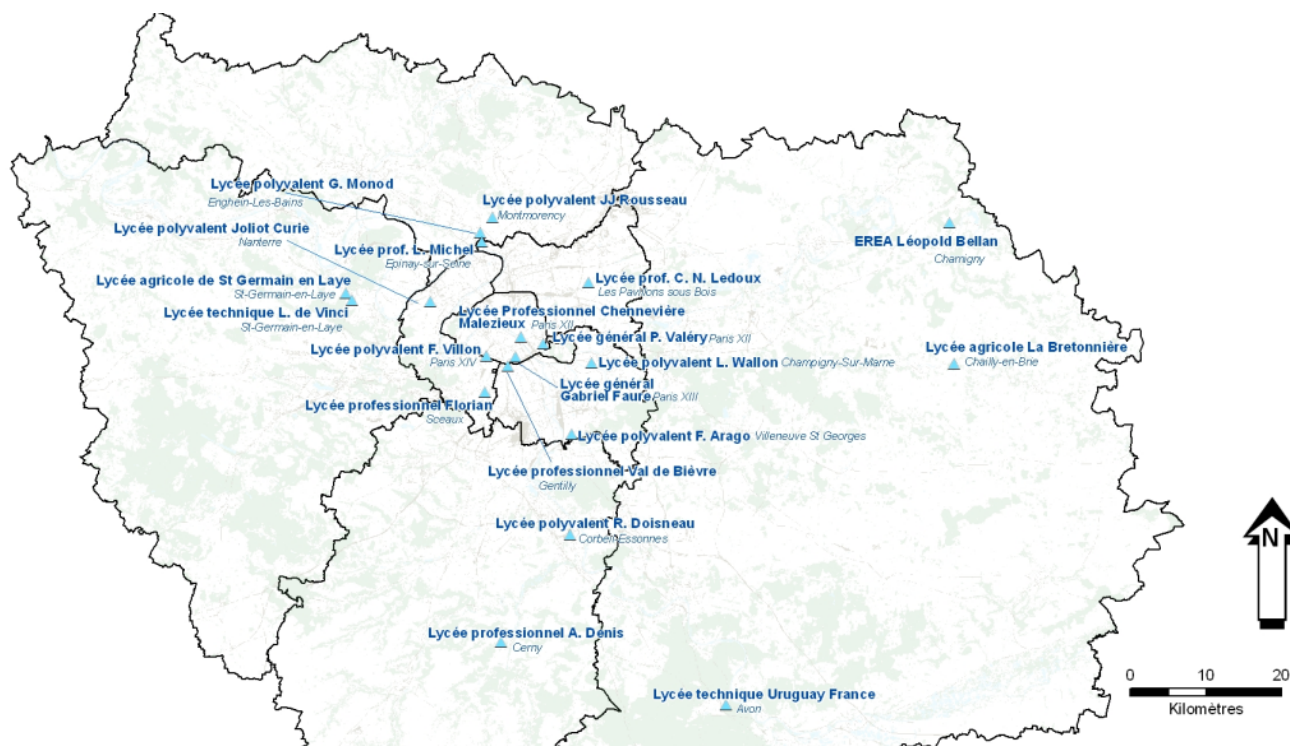 Lycée polyvalent G. Monod
Enghein-Les-Bains
Lycée polyvalent JJ Rousseau
Montmorency
Lycée polyvalent Joliot Curie
Nanterre
Lycée prof. L. Michel
Epinay-sur-Seine
EREA Léopold Bellan
Chamigny
Lycée agricole de St Germain en Laye
St-Germain-en-Laye
Lycée prof. C. N. Ledoux
Les Pavillons sous Bois
Lycée technique L. de Vinci
St-Germain-en-Laye
Lycée Professionnel Chennevière
Malezieux Paris XII
Lycée général P. Valéry Paris XII
Lycée polyvalent F. Villon
Paris XIV
Lycée polyvalent L. Wallon Champigny-Sur-Marne
Lycée agricole La Bretonnière
Chailly-en-Brie
Lycée général
Gabriel Fauré Paris XIII
Lycée professionnel Florian
Sceaux
Lycée polyvalent F. Arago Villeneuve St Georges
Lycée professionnel Val de Bièvre
Gentilly
Lycée polyvalent R. Doisneau
Corbeil-Essonnes
Lycée professionnel A. Denis
Cerny
Lycée technique Uruguay France
Avon
N
0 10 20
Kilomètres